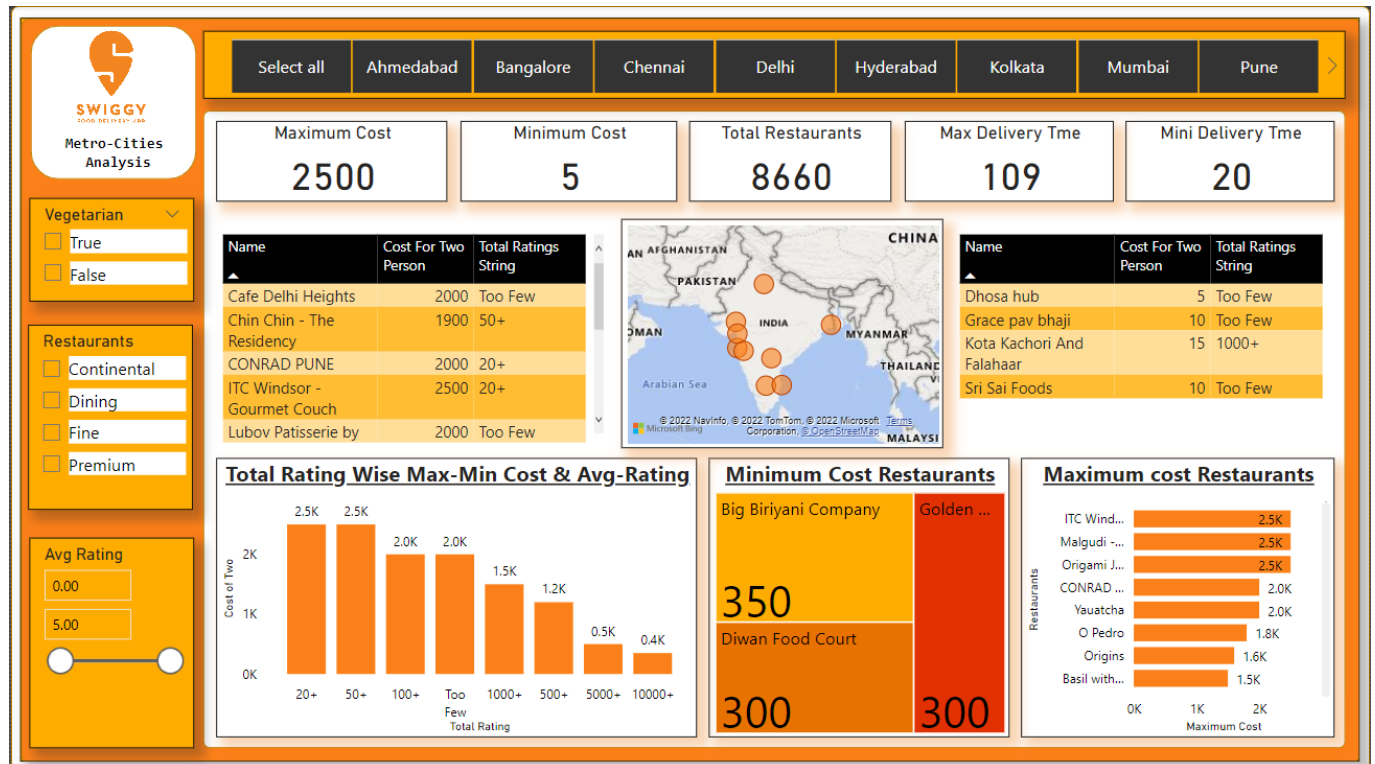 SWIGGY
FOOD DELIVERY APP
Metro-Cities
Analysis
Select all Ahmedabad Bangalore Chennai Delhi Hyderabad Kolkata Mumbai Pune
Maximum Cost
2500
Minimum Cost
5
Total Restaurants
8660
Max Delivery Tme
109
Mini Delivery Tme
20
Vegetarian
True
False
Restaurants
Continental
Dining
Fine
Premium
Avg Rating
0.00
5.00
Name Cost For Two Person Total Ratings String
Cafe Delhi Heights 2000 Too Few
Chin Chin - The Residency 1900 50+
CONRAD PUNE 2000 20+
ITC Windsor - Gourmet Couch 2500 20+
Lubov Patisserie by 2000 Too Few
CHINA
AN AFGHANISTAN
PAKISTAN
INDIA
OMAN
MYANMAR
THAILAND
Arabian Sea
© 2022 NavInfo, © 2022 TomTom, © 2022 Microsoft Terms
Microsoft Bing Corporation, © OpenStreetMap
MALAYSI
Name Cost For Two Person Total Ratings String
Dhosa hub 5 Too Few
Grace pav bhaji 10 Too Few
Kota Kachori And Falahaar 15 1000+
Sri Sai Foods 10 Too Few
Total Rating Wise Max-Min Cost & Avg-Rating
2.5K 2.5K 2.0K 2.0K 1.5K 1.2K 0.5K 0.4K
Cost of Two
2K
1K
0K
20+ 50+ 100+ Too Few 1000+ 500+ 5000+ 10000+
Total Rating
Minimum Cost Restaurants
Big Biriyani Company
350
Diwan Food Court
300
Golden ...
300
Maximum cost Restaurants
Restaurants
ITC Wind... 2.5K
Malgudi -... 2.5K
Origami J... 2.5K
CONRAD ... 2.0K
Yauatcha 2.0K
O Pedro 1.8K
Origins 1.6K
Basil with... 1.5K
0K 1K 2K
Maximum Cost